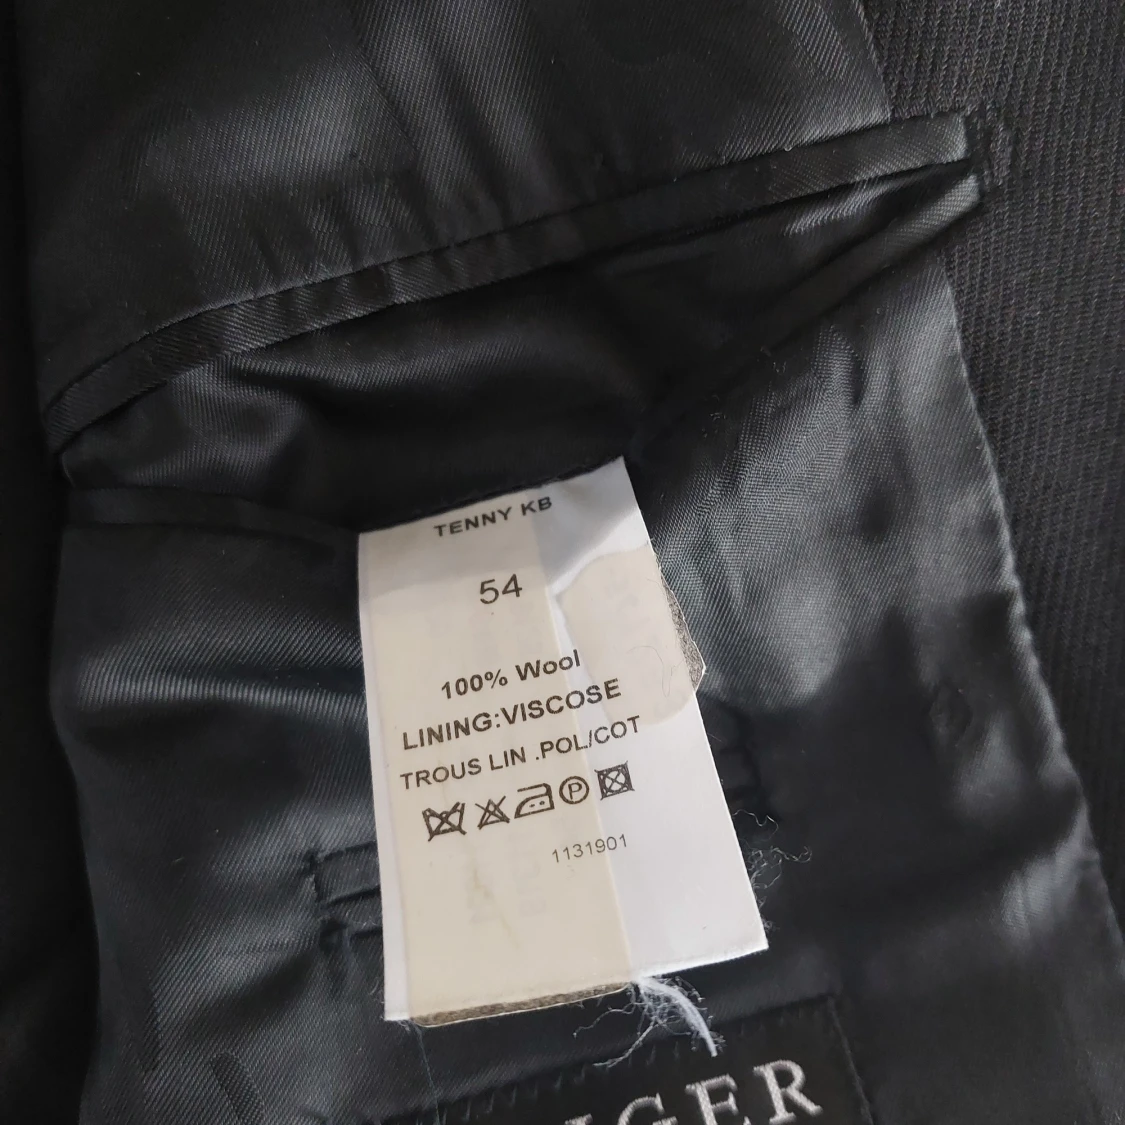 TENNY KB
54
100% Wool
LINING:VISCOSE
TROUS LIN .POL/COT
P
1131901
IGER